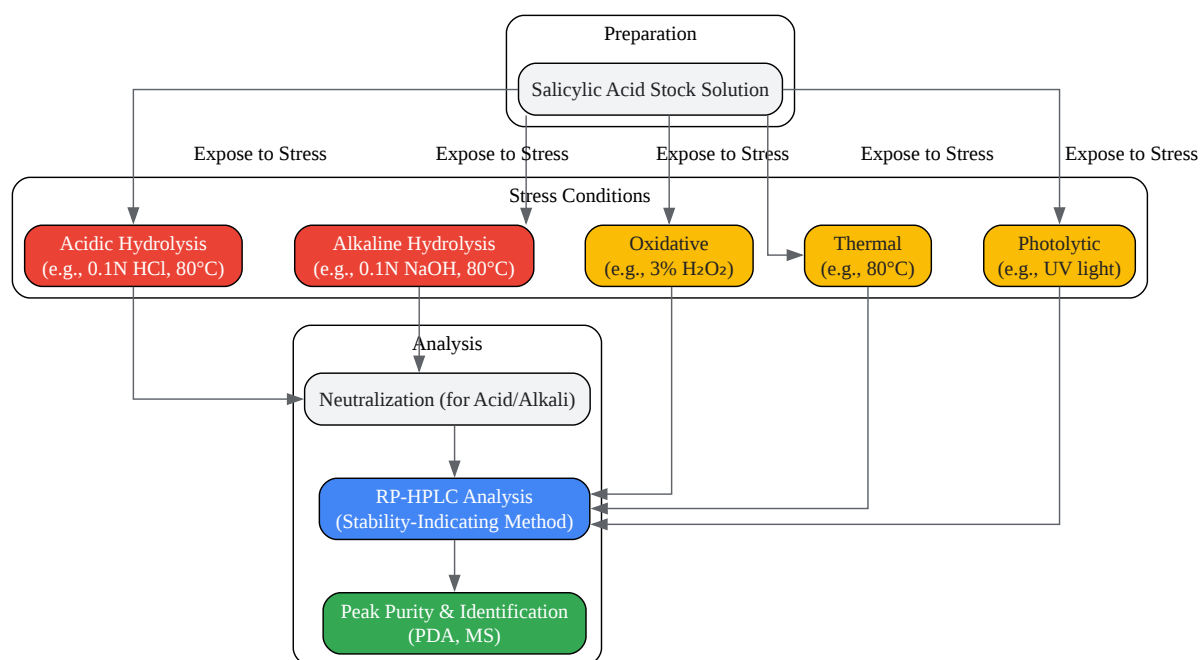 Preparation
Salicylic Acid Stock Solution
Expose to Stress
Expose to Stress
Expose to Stress
Expose to Stress
Expose to Stress
Stress Conditions
Acidic Hydrolysis
(e.g., 0.1N HCl, 80°C)
Alkaline Hydrolysis
(e.g., 0.1N NaOH, 80°C)
Oxidative
(e.g., 3% H₂O₂)
Thermal
(e.g., 80°C)
Photolytic
(e.g., UV light)
Analysis
Neutralization (for Acid/Alkali)
RP-HPLC Analysis
(Stability-Indicating Method)
Peak Purity & Identification
(PDA, MS)